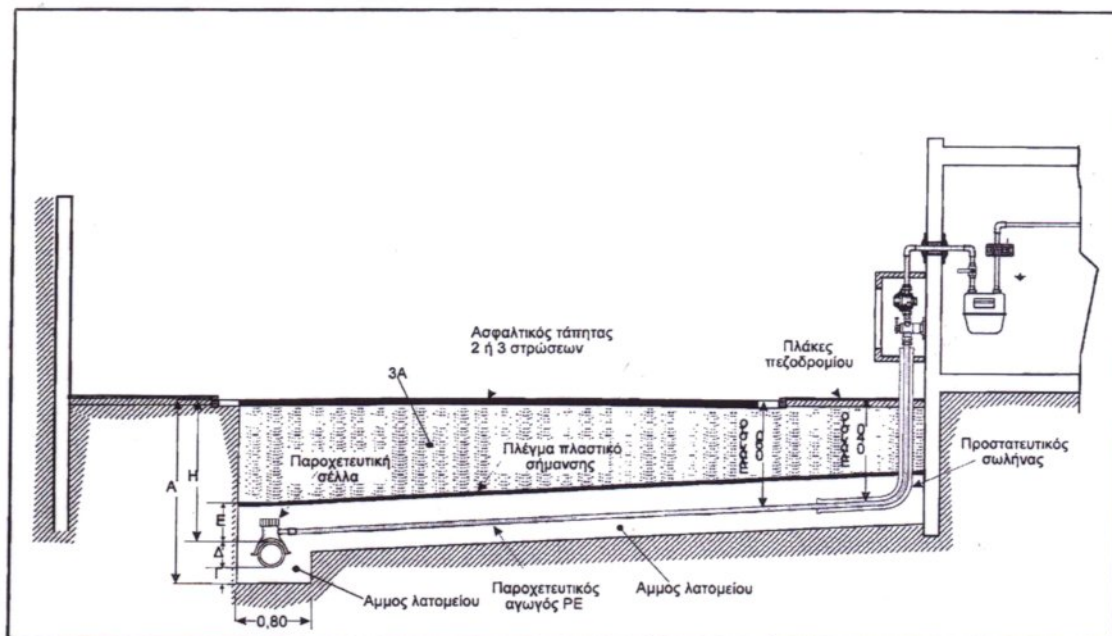 Ασφαλτικός τάπητας
2 ή 3 στρώσεων
Πλάκες
πεζοδρομίου
3Α
Παροχετευτική
σέλλα
Πλέγμα πλαστικό
σήμανσης
Προστατευτικός
σωλήνας
Α
Η
Ε
Δ
Γ
Αμμος λατομείου
Παροχετευτικός
αγωγός PE
Αμμος λατομείου
0,80